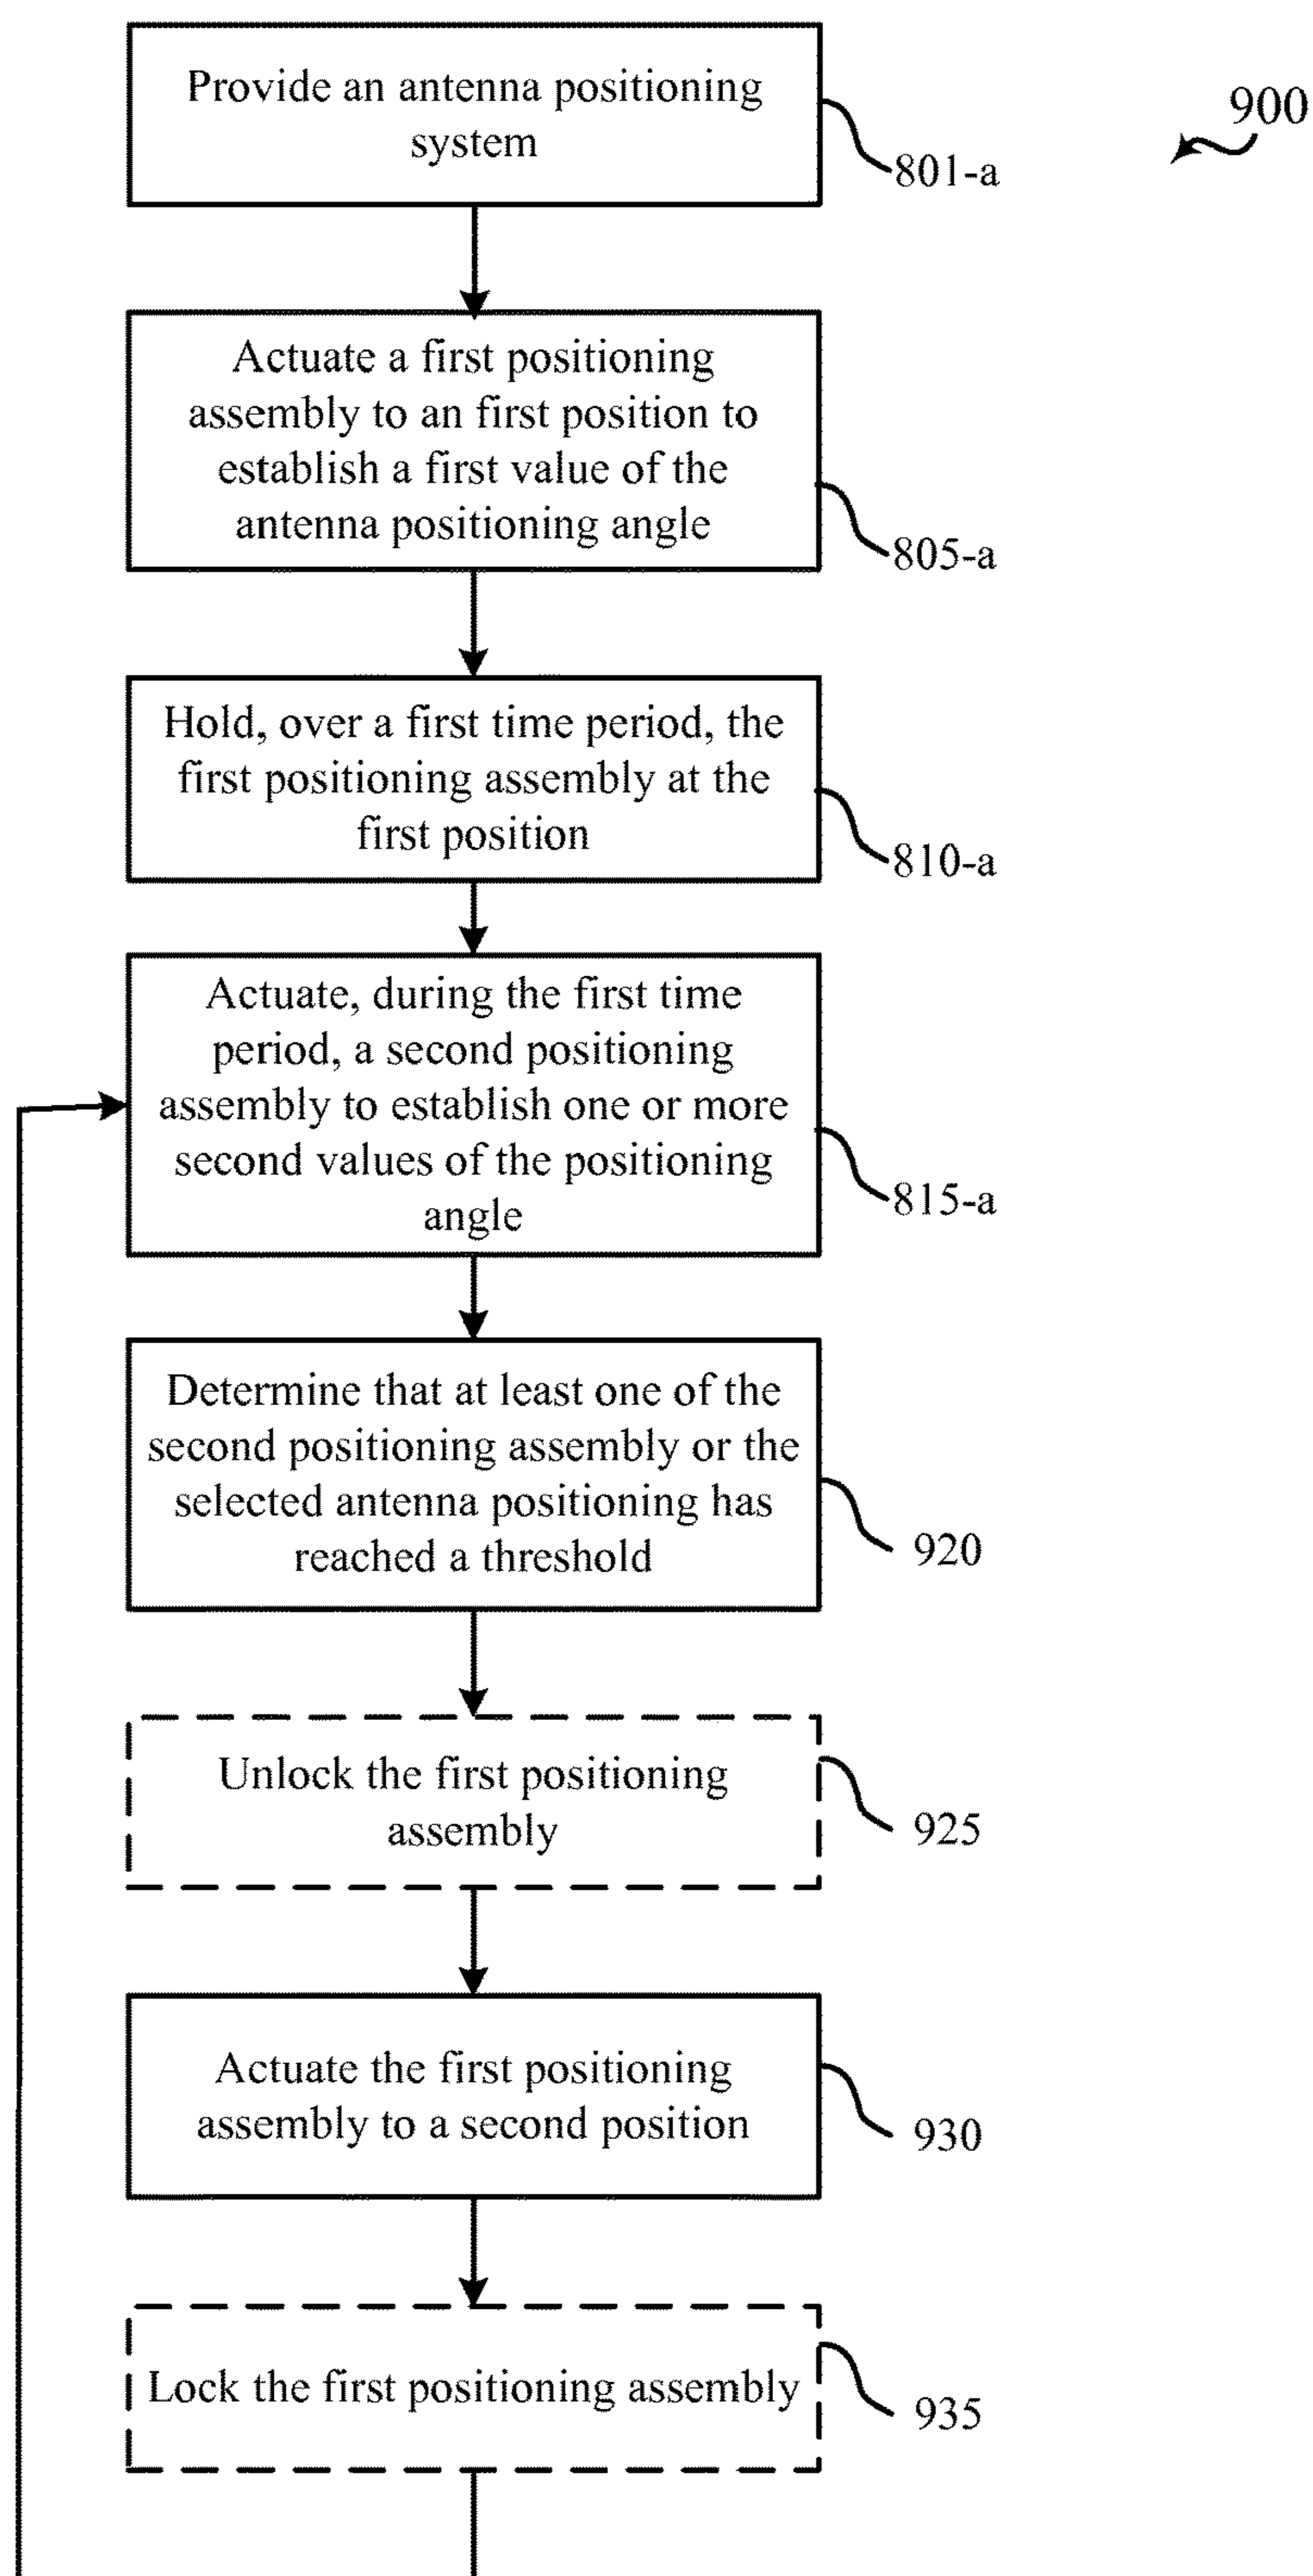 Provide an antenna positioning
system
900
801-a
Actuate a first positioning
assembly to an first position to
establish a first value of the
antenna positioning angle
805-a
Hold, over a first time period, the
first positioning assembly at the
first position
810-a
Actuate, during the first time
period, a second positioning
assembly to establish one or more
second values of the positioning
angle
815-a
Determine that at least one of the
second positioning assembly or the
selected antenna positioning has
reached a threshold
920
Unlock the first positioning
assembly
925
Actuate the first positioning
assembly to a second position
930
Lock the first positioning assembly
935